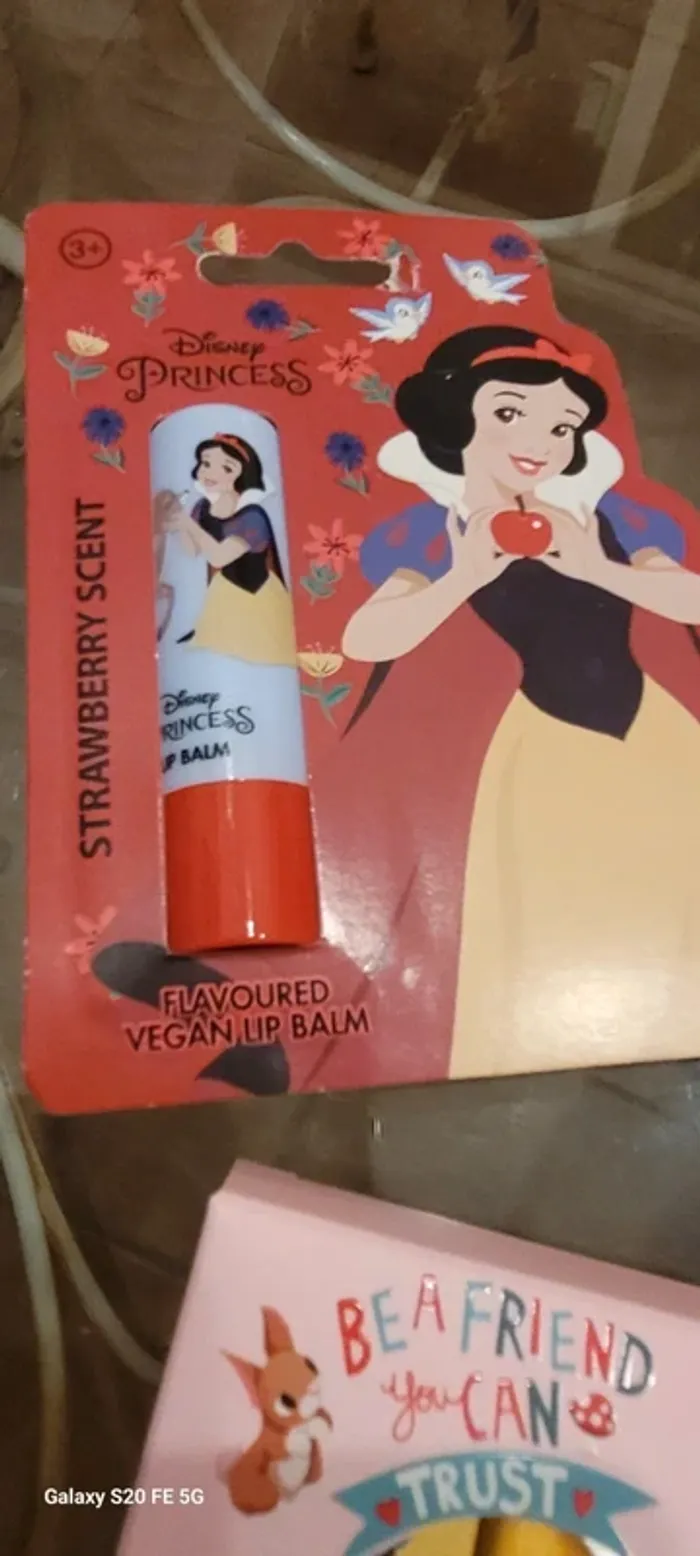 3+
Disney
PRINCESS
STRAWBERRY SCENT
Disney
RINCESS
LIP BALM
FLAVOURED
VEGAN LIP BALM
BE A FRIEND
You CAN
TRUST
Galaxy S20 FE 5G